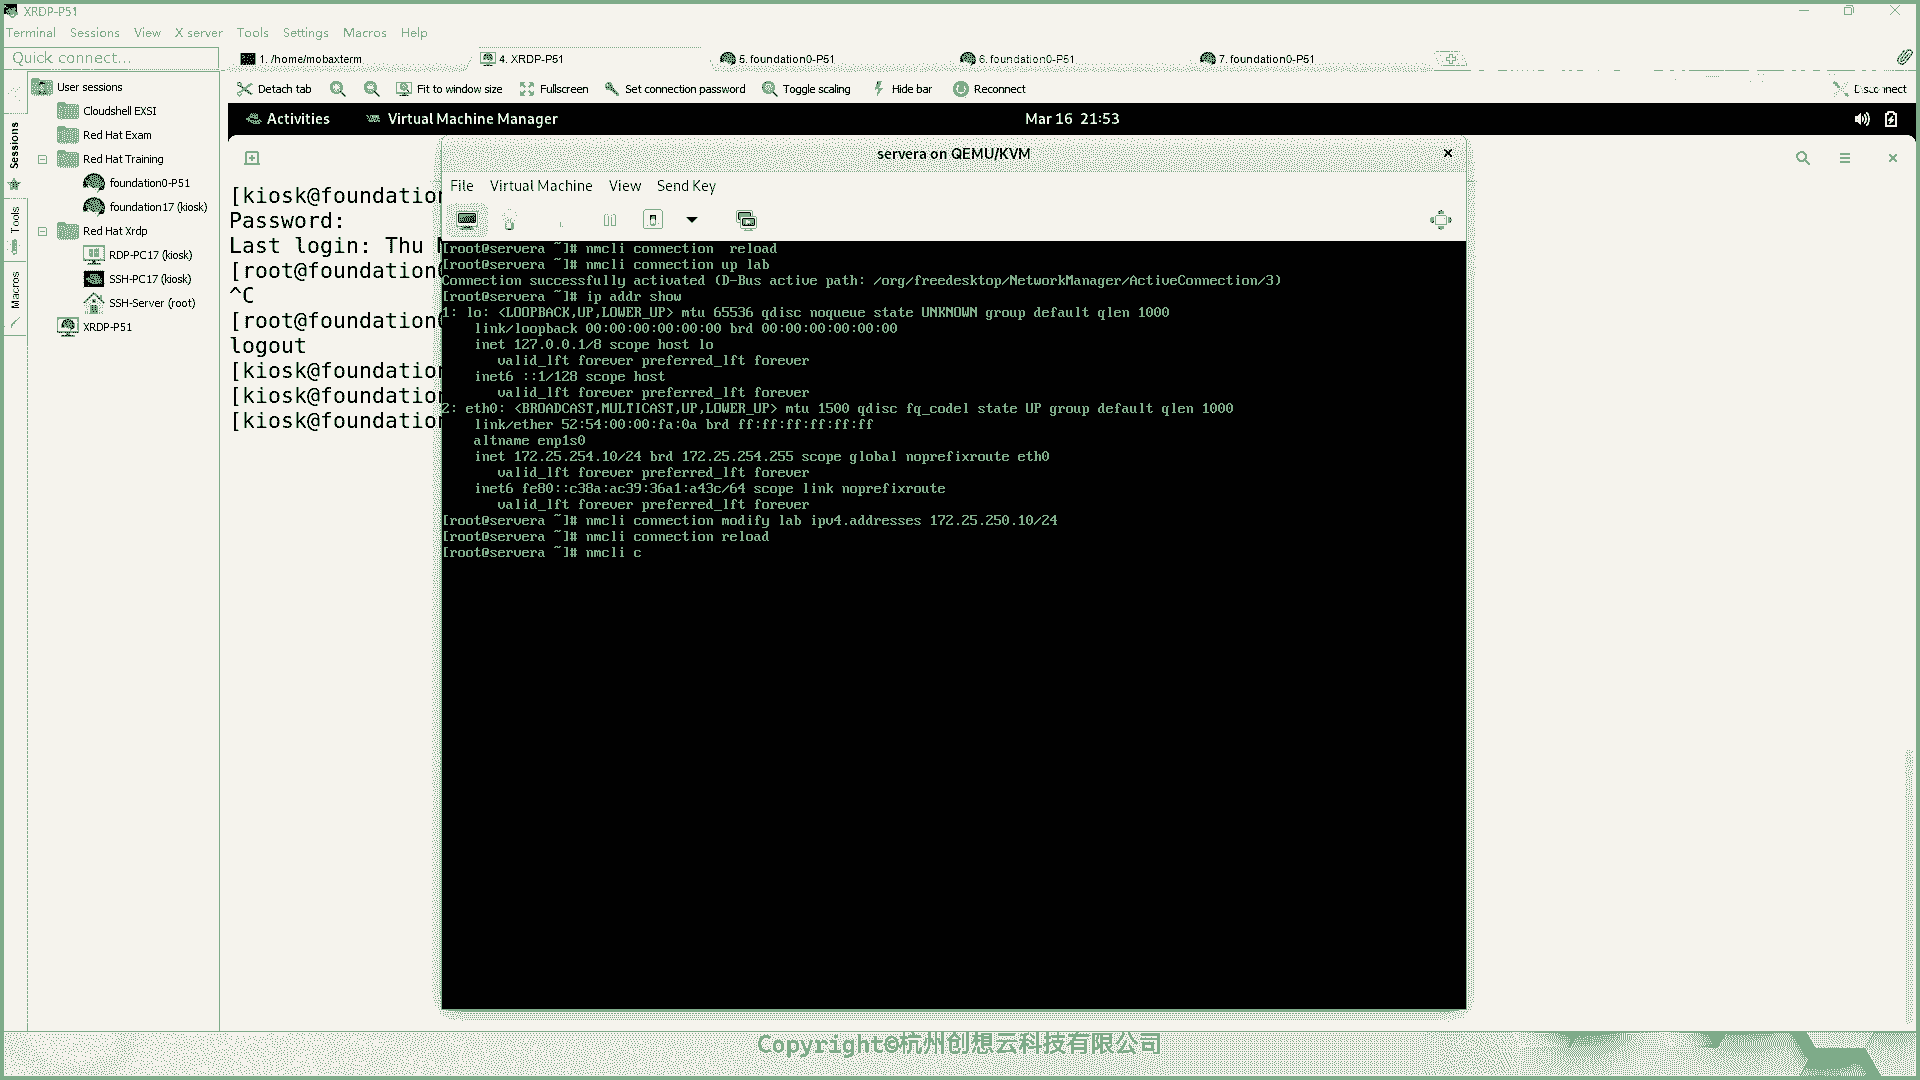 XRDP-P51
Terminal Sessions View X server Tools Settings Macros Help
Quick connect...
1. /home/mobaxterm
4. XRDP-P51
5. foundation0-P51
6. foundation0-P51
7. foundation0-P51
Detach tab
Fit to window size
Fullscreen
Set connection password
Toggle scaling
Hide bar
Reconnect
Disconnect
Sessions
Tools
Macros
User sessions
Cloudshell EXSI
Red Hat Exam
Red Hat Training
foundation0-P51
foundation17 (kiosk)
Red Hat Xrdp
RDP-PC17 (kiosk)
SSH-PC17 (kiosk)
SSH-Server (root)
XRDP-P51
Activities
Virtual Machine Manager
Mar 16 21:53
[kiosk@foundation
Password:
Last login: Thu
[root@foundation
^C
[root@foundation
logout
[kiosk@foundation
[kiosk@foundation
[kiosk@foundation
servera on QEMU/KVM
File Virtual Machine View Send Key
[root@servera ~]# nmcli connection  reload
[root@servera ~]# nmcli connection up lab
Connection successfully activated (D-Bus active path: /org/freedesktop/NetworkManager/ActiveConnection/3)
[root@servera ~]# ip addr show
1: lo: <LOOPBACK,UP,LOWER_UP> mtu 65536 qdisc noqueue state UNKNOWN group default qlen 1000
link/loopback 00:00:00:00:00:00 brd 00:00:00:00:00:00
inet 127.0.0.1/8 scope host lo
valid_lft forever preferred_lft forever
inet6 ::1/128 scope host
valid_lft forever preferred_lft forever
2: eth0: <BROADCAST,MULTICAST,UP,LOWER_UP> mtu 1500 qdisc fq_codel state UP group default qlen 1000
link/ether 52:54:00:00:fa:0a brd ff:ff:ff:ff:ff:ff
altname enp1s0
inet 172.25.254.10/24 brd 172.25.254.255 scope global noprefixroute eth0
valid_lft forever preferred_lft forever
inet6 fe80::c38a:ac39:36a1:a43c/64 scope link noprefixroute
valid_lft forever preferred_lft forever
[root@servera ~]# nmcli connection modify lab ipv4.addresses 172.25.250.10/24
[root@servera ~]# nmcli connection reload
[root@servera ~]# nmcli c
Copyright©杭州创想云科技有限公司